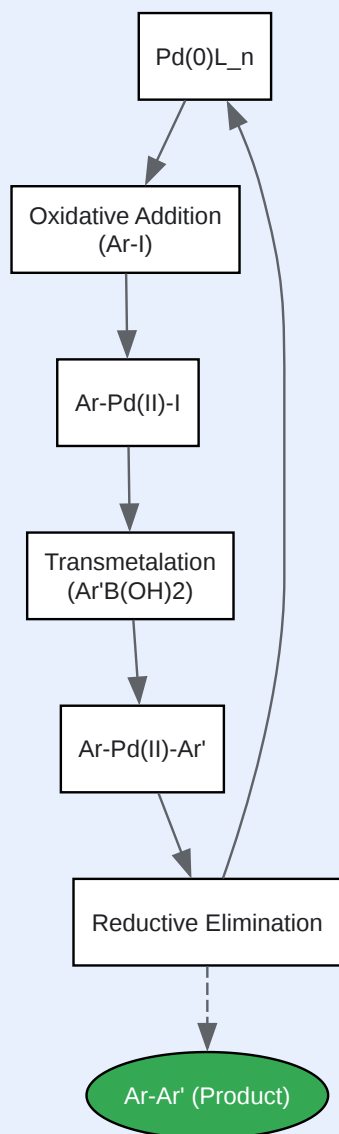 Pd(0)L_n
Oxidative Addition
(Ar-I)
Ar-Pd(II)-I
Transmetalation
(Ar'B(OH)2)
Ar-Pd(II)-Ar'
Reductive Elimination
Ar-Ar' (Product)